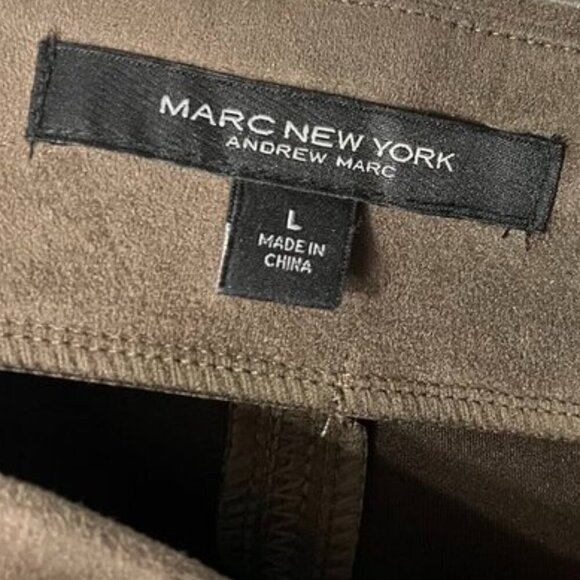 MARC NEW YORK
ANDREW MARC
L
MADE IN
CHINA